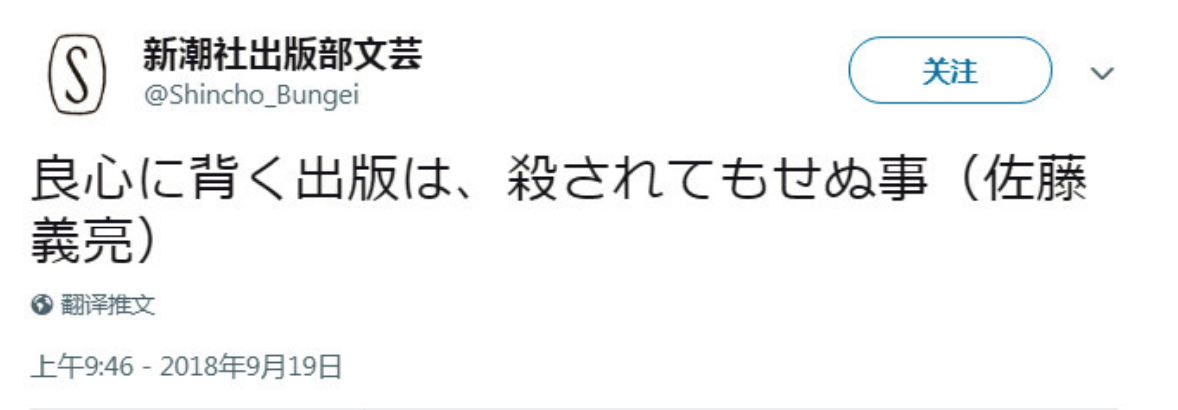 S
新潮社出版部文芸
@Shincho_Bungei
关注
良心に背く出版は、殺されてもせぬ事（佐藤
義亮）
翻译推文
上午9:46 - 2018年9月19日